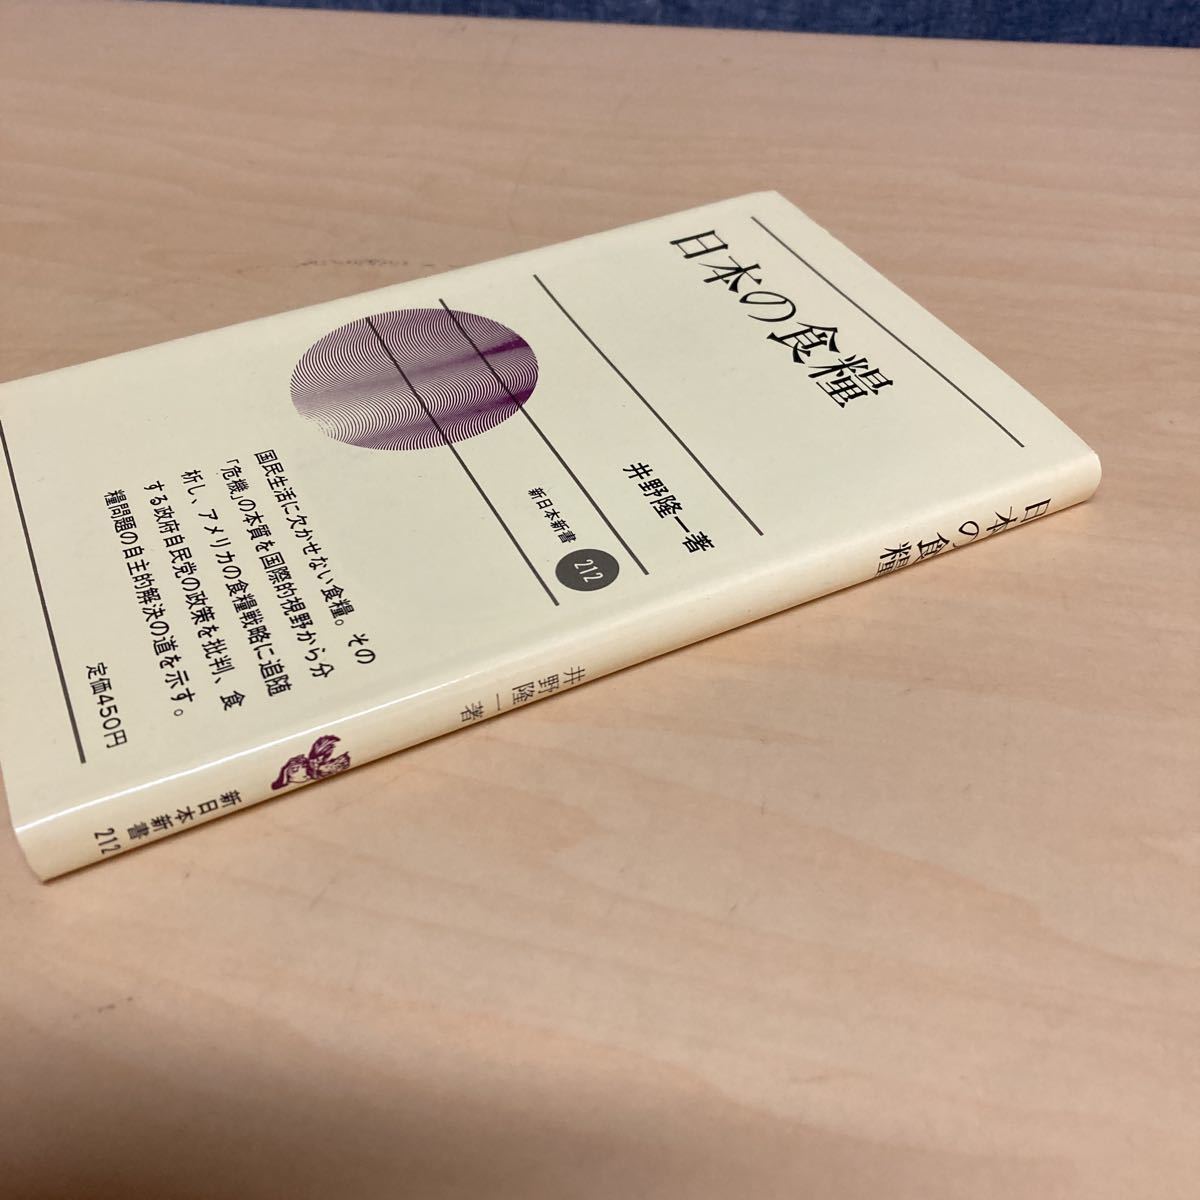 日本の食糧
井野隆一著
新日本新書
212
国民生活に欠かせない食糧。その
「危機」の本質を国際的視野から分
析し、アメリカの食糧戦略に追随
する政府自民党の政策を批判、食
糧問題の自主的解決の道を示す。
定価450円
日本の食糧
井野隆一著
新日本新書
212